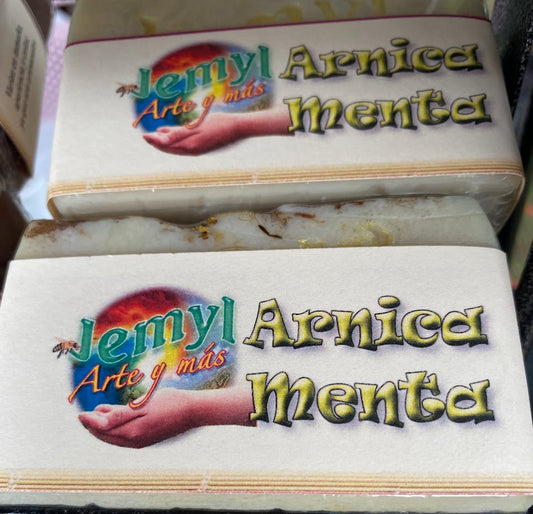 Jemyl
Arte y más
Arnica
Menta
Jemyl
Arte y más
Arnica
Menta